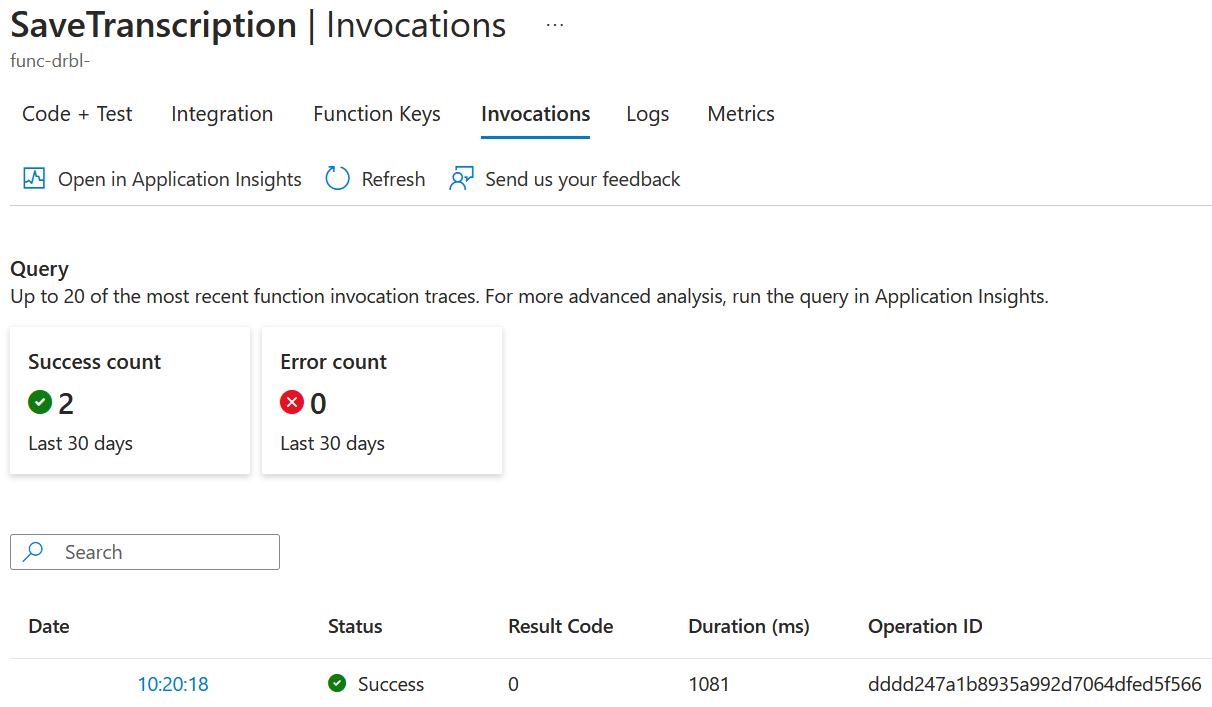 SaveTranscription | Invocations ...
func-drbl-
Code + Test Integration Function Keys Invocations Logs Metrics
Open in Application Insights Refresh Send us your feedback
Query
Up to 20 of the most recent function invocation traces. For more advanced analysis, run the query in Application Insights.
Success count Error count
2 0
Last 30 days Last 30 days
Search
Date Status Result Code Duration (ms) Operation ID
10:20:18 Success 0 1081 dddd247a1b8935a992d7064dfed5f566